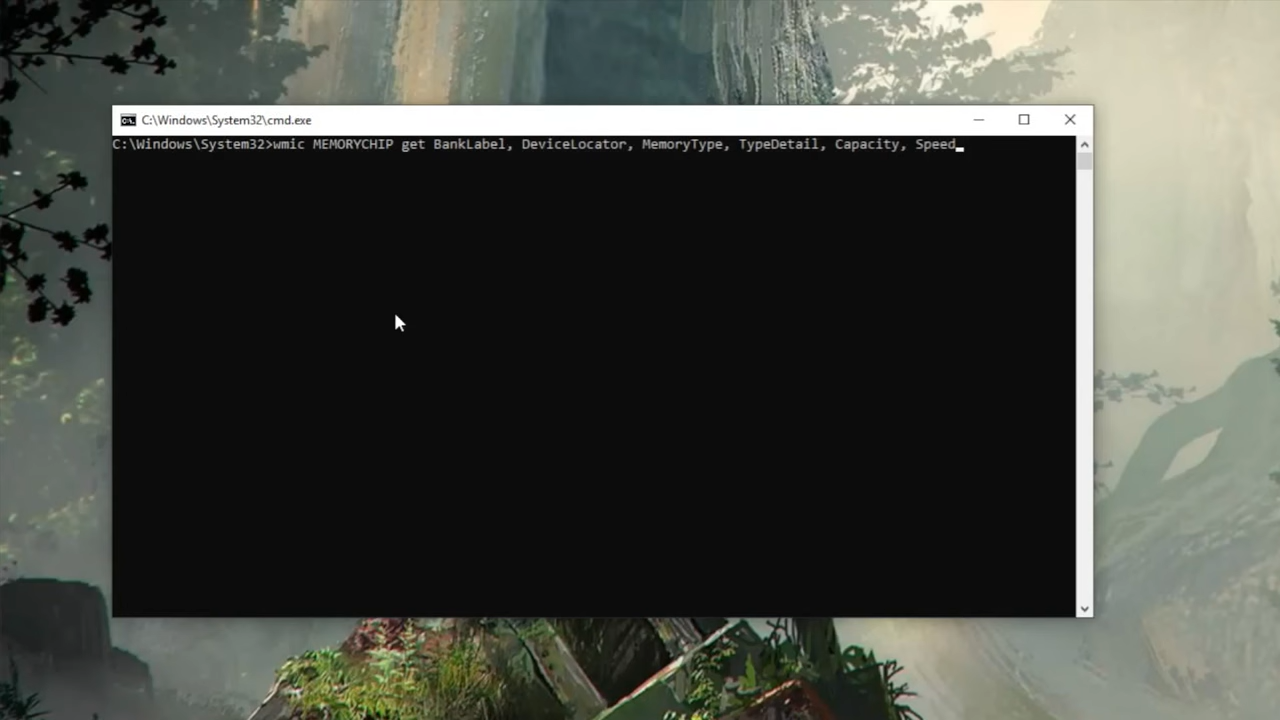 C:\Windows\System32\cmd.exe
C:\Windows\System32>wmic MEMORYCHIP get BankLabel, DeviceLocator, MemoryType, TypeDetail, Capacity, Speed